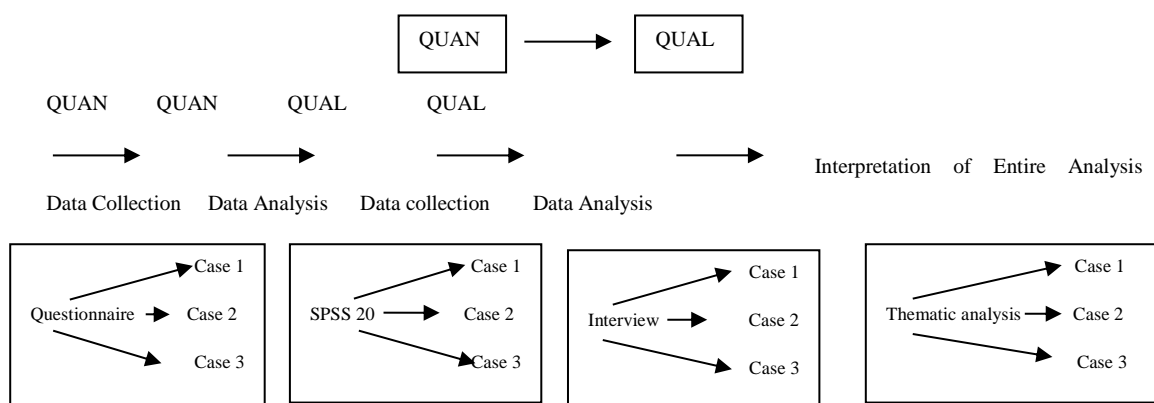 QUAN QUAL
QUAN QUAN QUAL QUAL
Interpretation of Entire Analysis
Data Collection Data Analysis Data collection Data Analysis
Questionnaire
Case 1
Case 2
Case 3
SPSS 20
Case 1
Case 2
Case 3
Interview
Case 1
Case 2
Case 3
Thematic analysis
Case 1
Case 2
Case 3